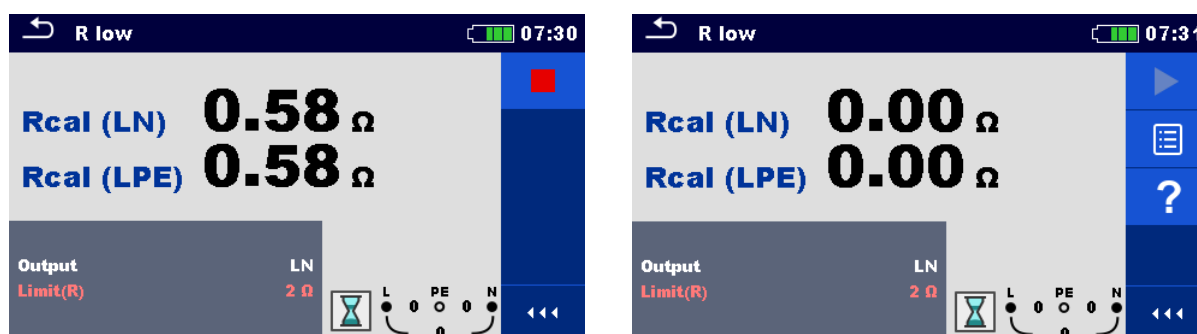 R low 07:30
Rcal (LN) 0.58 Ω
Rcal (LPE) 0.58 Ω
Output LN
Limit(R) 2 Ω
L PE N
0 0
0
R low 07:31
Rcal (LN) 0.00 Ω
Rcal (LPE) 0.00 Ω
?
Output LN
Limit(R) 2 Ω
L PE N
0 0
0